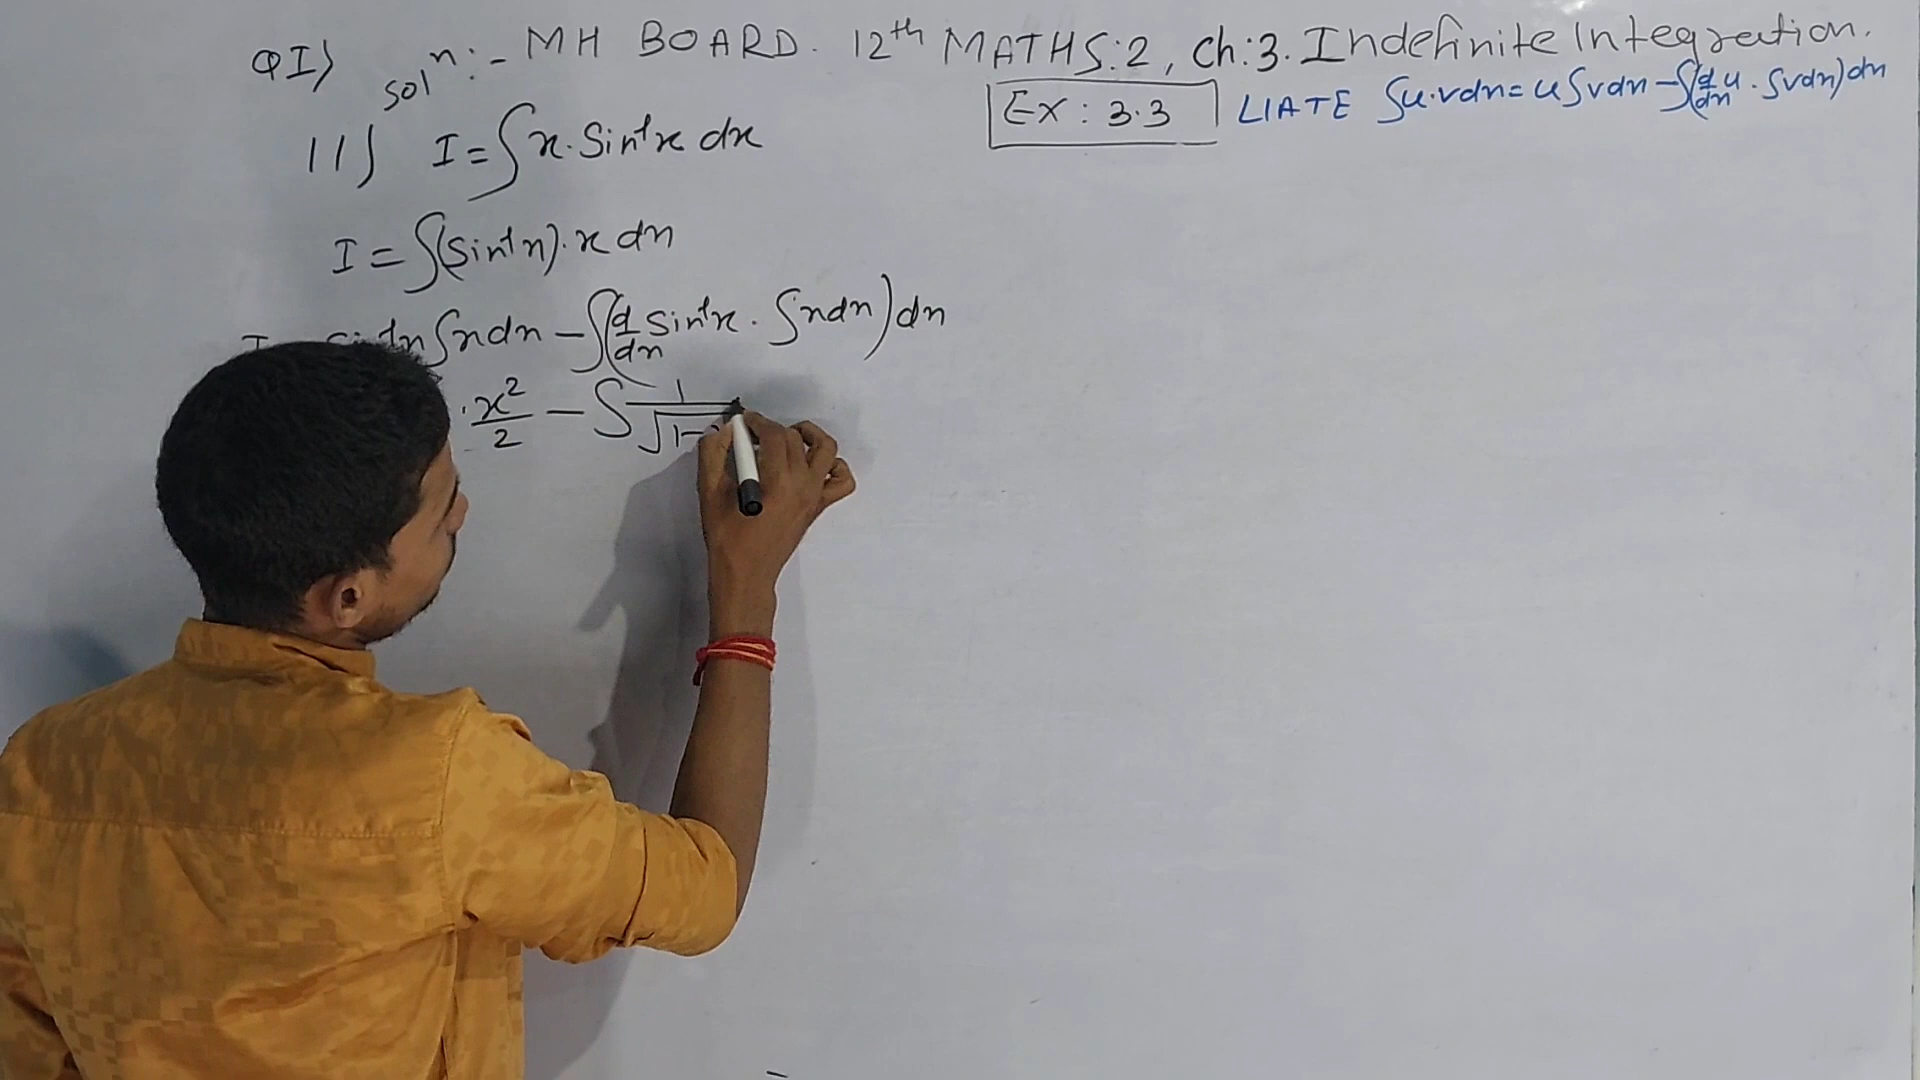 QI) solⁿ:- MH BOARD. 12th MATHS:2, Ch:3. Indefinite Integration.
Ex : 3.3
LIATE ∫u.vdx = u∫vdx - ∫(d/dx u . ∫vdx)dx
11) I = ∫x. Sin⁻¹x dx
I = ∫(Sin⁻¹x). x dx
∫xdx - ∫(d/dx Sin⁻¹x . ∫xdx)dx
. x²/2 - ∫ 1/√1-